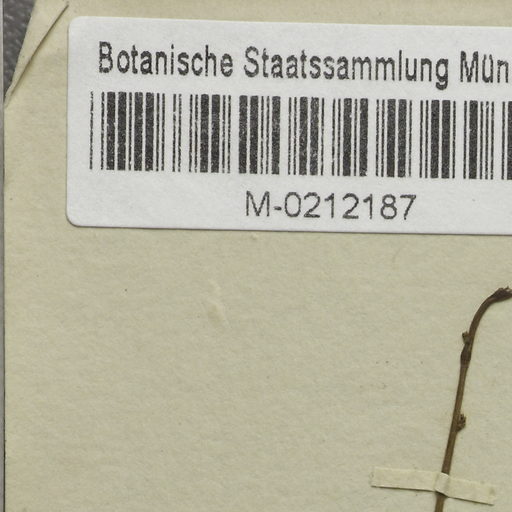 Botanische Staatssammlung Mün
M-0212187